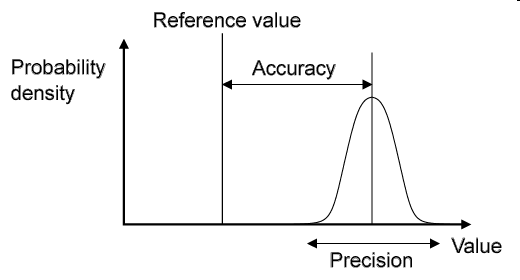 Reference value
Probability
density
Accuracy
Value
Precision